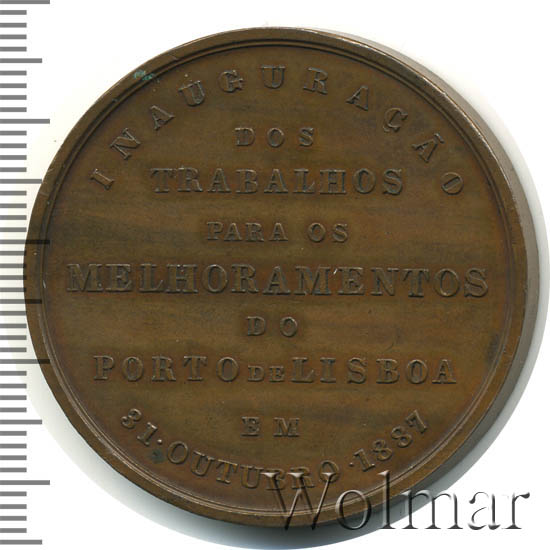 INAUGURAÇÃO
DOS
TRABALHOS
PARA OS
MELHORAMENTOS
DO
PORTO DE LISBOA
EM
31·OUTUBRO·1887
Wolmar